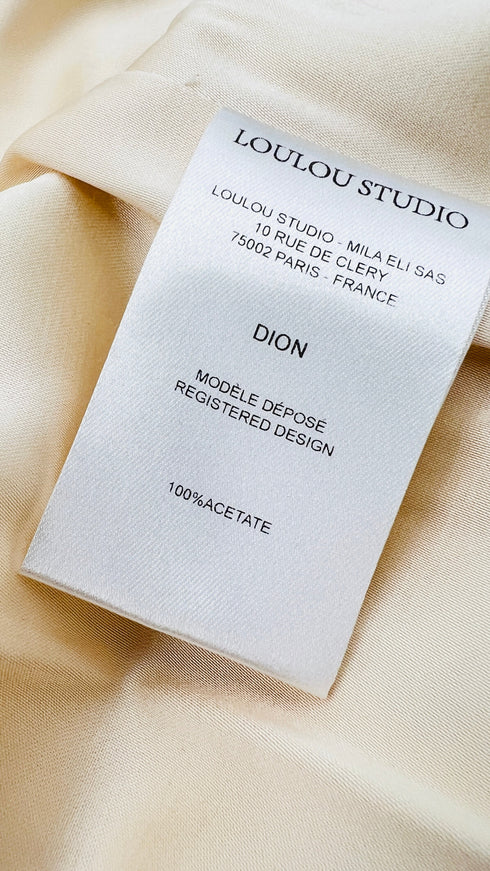 LOULOU STUDIO
LOULOU STUDIO - MILA ELI SAS
10 RUE DE CLERY
75002 PARIS - FRANCE
DION
MODÈLE DÉPOSÉ
REGISTERED DESIGN
100%ACETATE